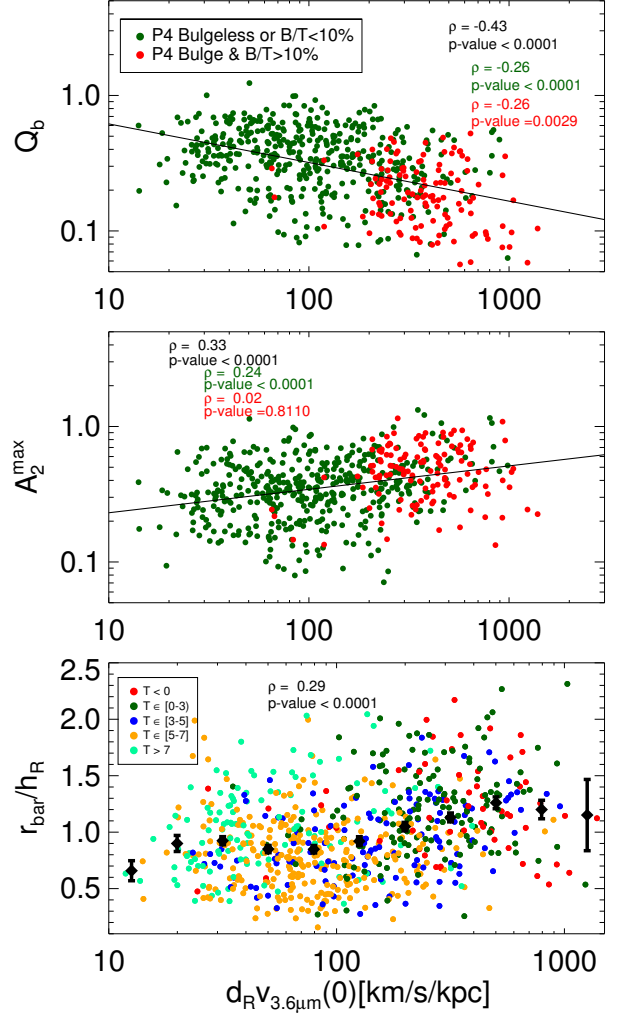 P4 Bulgeless or B/T<10%
P4 Bulge & B/T>10%
ρ = -0.43
p-value < 0.0001
ρ = -0.26
p-value < 0.0001
ρ = -0.26
p-value =0.0029
1.0
0.1
Q_b
10 100 1000
ρ = 0.33
p-value < 0.0001
ρ = 0.24
p-value < 0.0001
ρ = 0.02
p-value =0.8110
1.0
0.1
A_2^max
10 100 1000
T < 0
T ∈ [0-3)
T ∈ [3-5]
T ∈ [5-7]
T > 7
ρ = 0.29
p-value < 0.0001
2.5
2.0
1.5
1.0
0.5
r_bar/h_R
10 100 1000
d_Rv_3.6μm(0)[km/s/kpc]